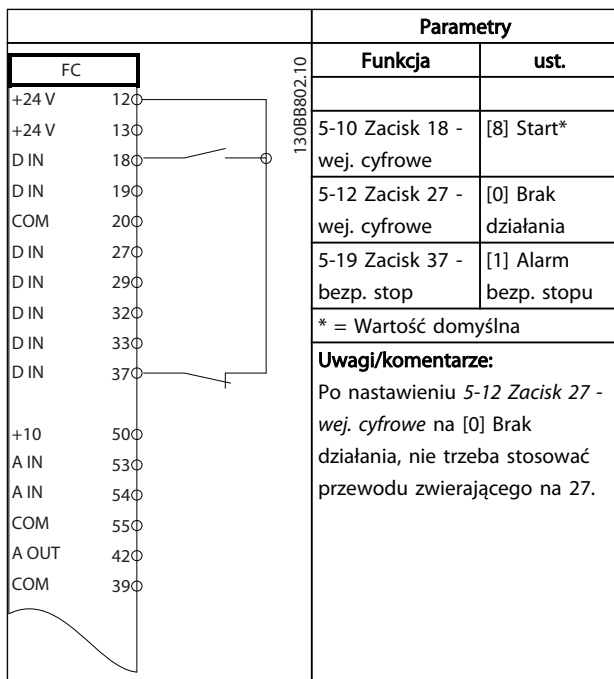 FC
+24 V 12
+24 V 13
D IN 18
D IN 19
COM 20
D IN 27
D IN 29
D IN 32
D IN 33
D IN 37
+10 50
A IN 53
A IN 54
COM 55
A OUT 42
COM 39
130BB802.10
Parametry
Funkcja ust.
5-10 Zacisk 18 - [8] Start*
wej. cyfrowe
5-12 Zacisk 27 - [0] Brak
wej. cyfrowe działania
5-19 Zacisk 37 - [1] Alarm
bezp. stop bezp. stopu
* = Wartość domyślna
Uwagi/komentarze:
Po nastawieniu 5-12 Zacisk 27 -
wej. cyfrowe na [0] Brak
działania, nie trzeba stosować
przewodu zwierającego na 27.